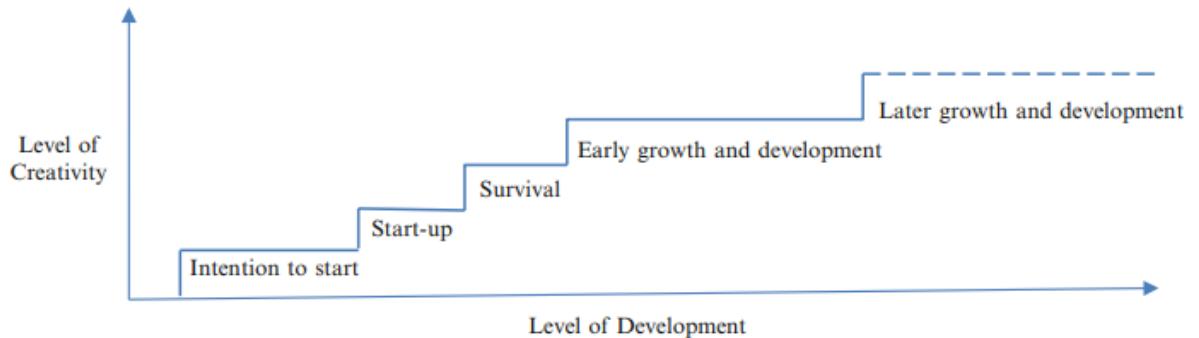 Later growth and development
Level of
Creativity
Early growth and development
Survival
Start-up
Intention to start
Level of Development